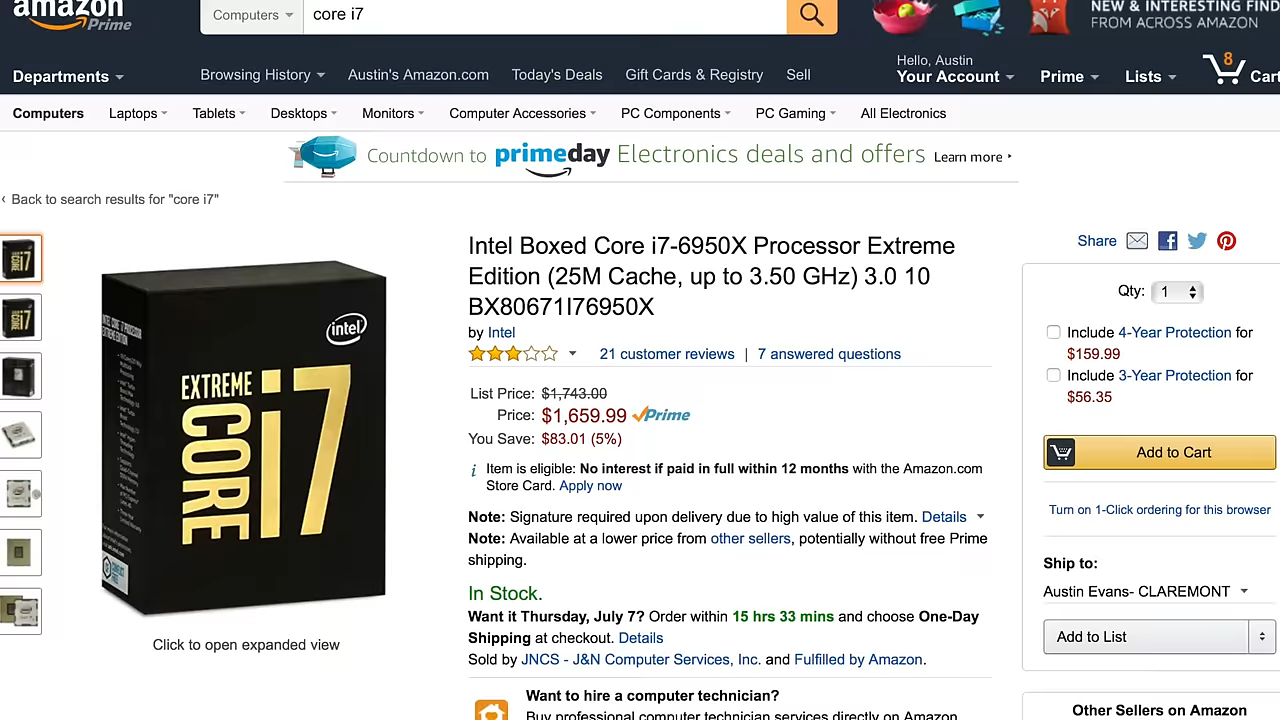 amazon
Prime
Computers
core i7
NEW & INTERESTING FIND
FROM ACROSS AMAZON
Departments
Browsing History
Austin's Amazon.com
Today's Deals
Gift Cards & Registry
Sell
Hello, Austin
Your Account
Prime
Lists
8
Cart
Computers
Laptops
Tablets
Desktops
Monitors
Computer Accessories
PC Components
PC Gaming
All Electronics
Countdown to primeday Electronics deals and offers Learn more
‹ Back to search results for "core i7"
intel
EXTREME
CORE
i7
Click to open expanded view
Intel Boxed Core i7-6950X Processor Extreme
Edition (25M Cache, up to 3.50 GHz) 3.0 10
BX80671I76950X
by Intel
21 customer reviews | 7 answered questions
List Price: $1,743.00
Price: $1,659.99 Prime
You Save: $83.01 (5%)
i Item is eligible: No interest if paid in full within 12 months with the Amazon.com
Store Card. Apply now
Note: Signature required upon delivery due to high value of this item. Details
Note: Available at a lower price from other sellers, potentially without free Prime
shipping.
In Stock.
Want it Thursday, July 7? Order within 15 hrs 33 mins and choose One-Day
Shipping at checkout. Details
Sold by JNCS - J&N Computer Services, Inc. and Fulfilled by Amazon.
Want to hire a computer technician?
Buy professional computer technician services directly on Amazon
Share
Qty: 1
Include 4-Year Protection for
$159.99
Include 3-Year Protection for
$56.35
Add to Cart
Turn on 1-Click ordering for this browser
Ship to:
Austin Evans- CLAREMONT
Add to List
Other Sellers on Amazon